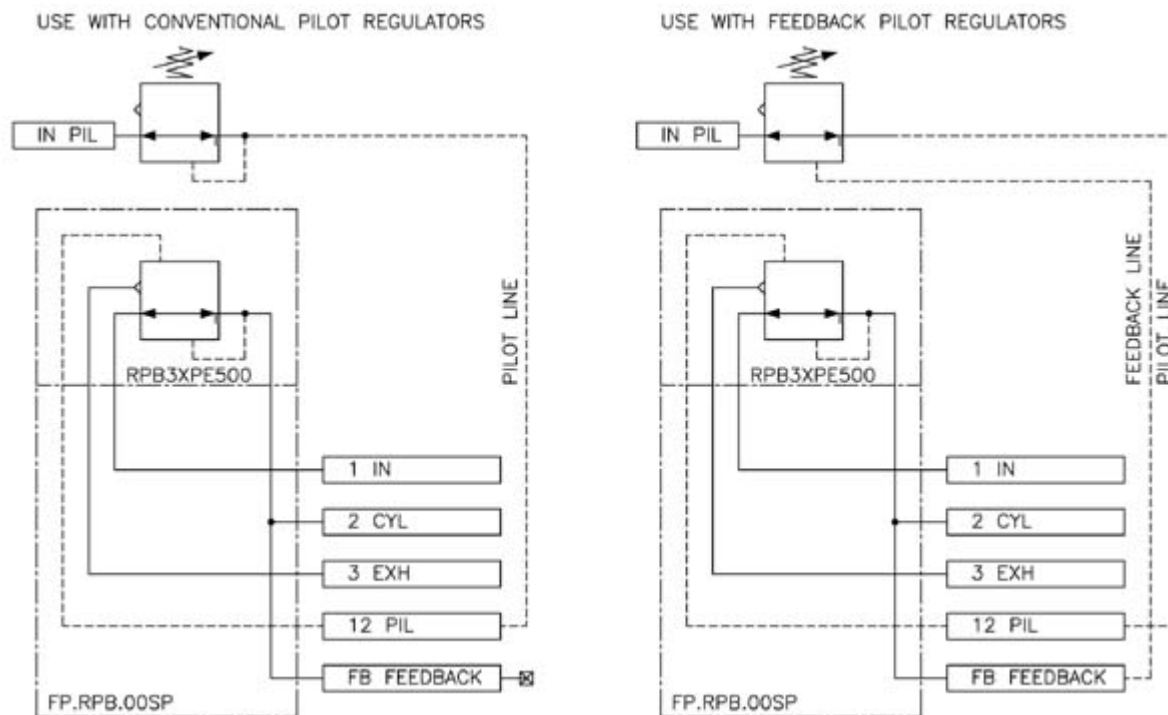 USE WITH CONVENTIONAL PILOT REGULATORS
IN PIL
PILOT LINE
RPB3XPE500
1 IN
2 CYL
3 EXH
12 PIL
FB FEEDBACK
FP.RPB.00SP
USE WITH FEEDBACK PILOT REGULATORS
IN PIL
FEEDBACK LINE
PILOT LINE
RPB3XPE500
1 IN
2 CYL
3 EXH
12 PIL
FB FEEDBACK
FP.RPB.00SP